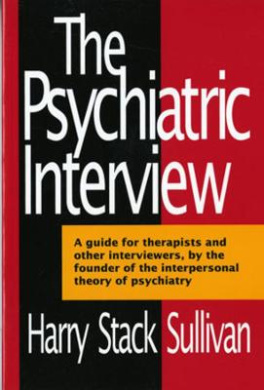 The
Psychiatric
Interview
A guide for therapists and
other interviewers, by the
founder of the interpersonal
theory of psychiatry
Harry Stack Sullivan